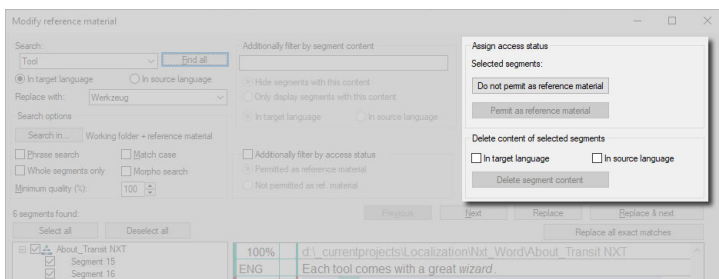 Modify reference material
Search:
Tool
Find all
In target language
In source language
Replace with:
Werkzeug
Search options
Search in...
Working folder + reference material
Phrase search
Match case
Whole segments only
Morpho search
Minimum quality (%):
100
Additionally filter by segment content
Hide segments with this content
Only display segments with this content
In target language
In source language
Additionally filter by access status
Permitted as reference material
Not permitted as ref. material
Assign access status
Selected segments:
Do not permit as reference material
Permit as reference material
Delete content of selected segments
In target language
In source language
Delete segment content
6 segments found:
Previous
Next
Replace
Replace & next
Select all
Deselect all
Replace all exact matches
About_Transit NXT
Segment 15
Segment 16
100%
d:\_currentprojects\Localization\Nxt_Word\About_Transit NXT
ENG
Each tool comes with a great wizard.